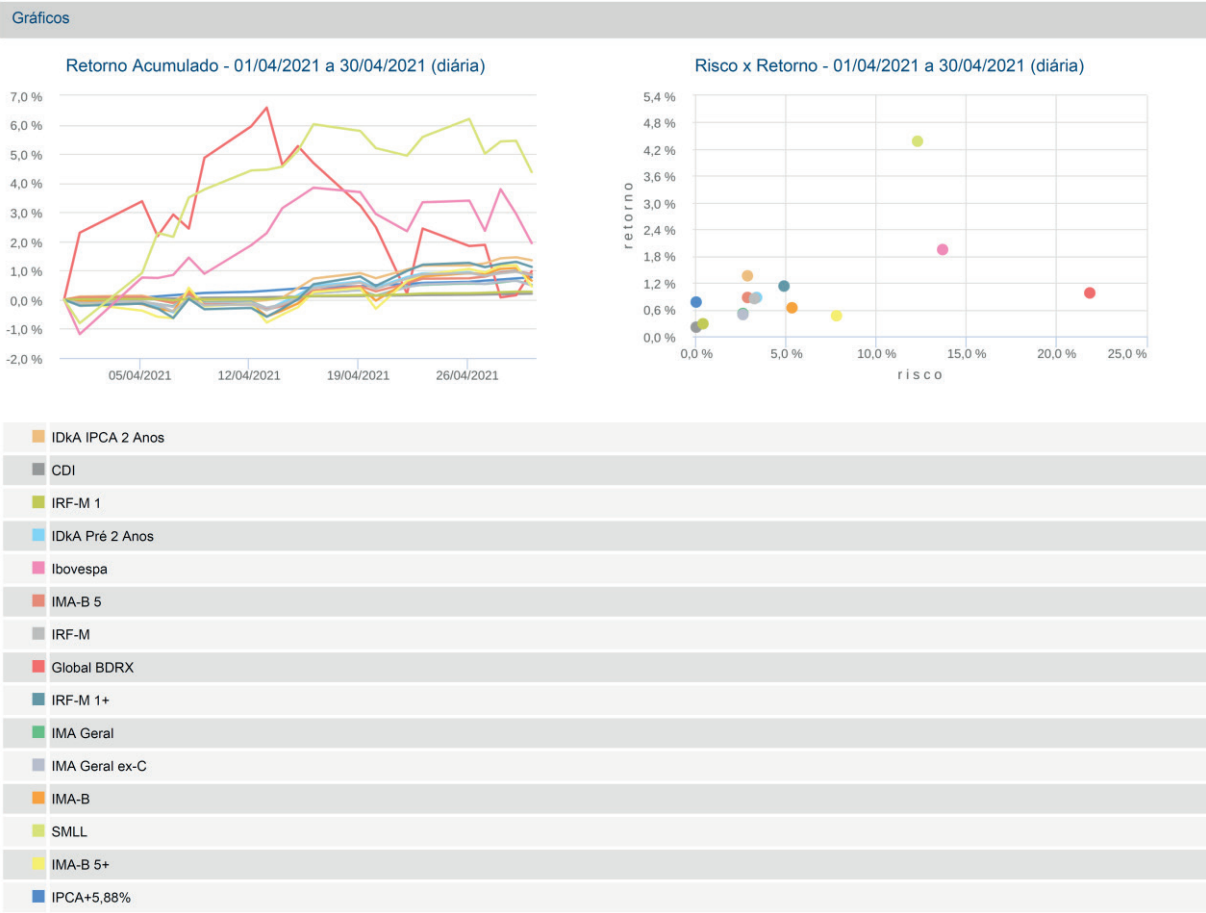 Gráficos
Retorno Acumulado - 01/04/2021 a 30/04/2021 (diária)
7,0 %
6,0 %
5,0 %
4,0 %
3,0 %
2,0 %
1,0 %
0,0 %
-1,0 %
-2,0 %
05/04/2021
12/04/2021
19/04/2021
26/04/2021
Risco x Retorno - 01/04/2021 a 30/04/2021 (diária)
retorno
5,4 %
4,8 %
4,2 %
3,6 %
3,0 %
2,4 %
1,8 %
1,2 %
0,6 %
0,0 %
0,0 %
5,0 %
10,0 %
15,0 %
20,0 %
25,0 %
risco
IDkA IPCA 2 Anos
CDI
IRF-M 1
IDkA Pré 2 Anos
Ibovespa
IMA-B 5
IRF-M
Global BDRX
IRF-M 1+
IMA Geral
IMA Geral ex-C
IMA-B
SMLL
IMA-B 5+
IPCA+5,88%